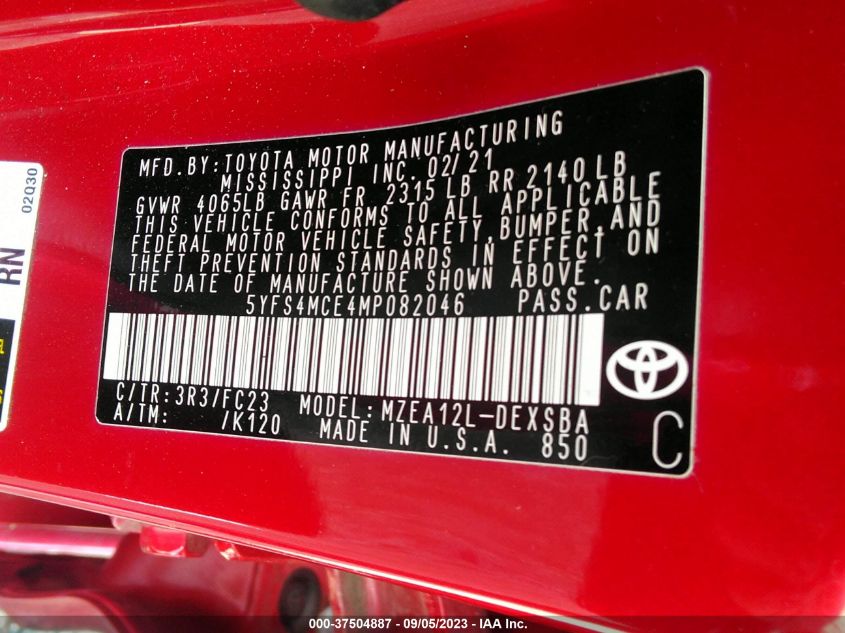 MFD.BY:TOYOTA MOTOR MANUFACTURING
MISSISSIPPI INC. 02/21
GVWR 4065LB GAWR FR 2315 LB RR 2140 LB
THIS VEHICLE CONFORMS TO ALL APPLICABLE
FEDERAL MOTOR VEHICLE SAFETY,BUMPER,AND
THEFT PREVENTION STANDARDS IN EFFECT ON
THE DATE OF MANUFACTURE SHOWN ABOVE.
5YFS4MCE4MP082046 PASS.CAR
C/TR:3R3/FC23 MODEL:MZEA12L-DEXSBA
A/TM: /K120 MADE IN U.S.A. 850
C
RN
02Q30
000-37504887 - 09/05/2023 - IAA Inc.